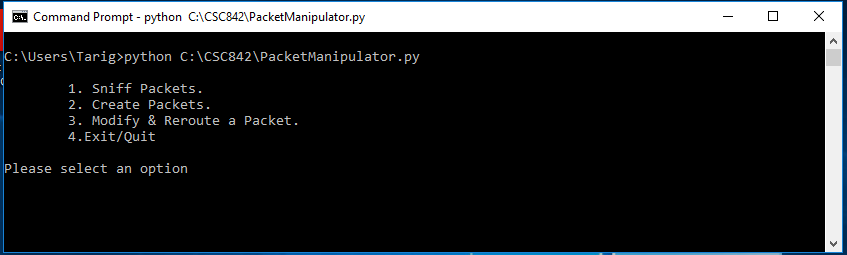 Command Prompt - python C:\CSC842\PacketManipulator.py
C:\Users\Tarig>python C:\CSC842\PacketManipulator.py
1. Sniff Packets.
2. Create Packets.
3. Modify & Reroute a Packet.
4.Exit/Quit
Please select an option